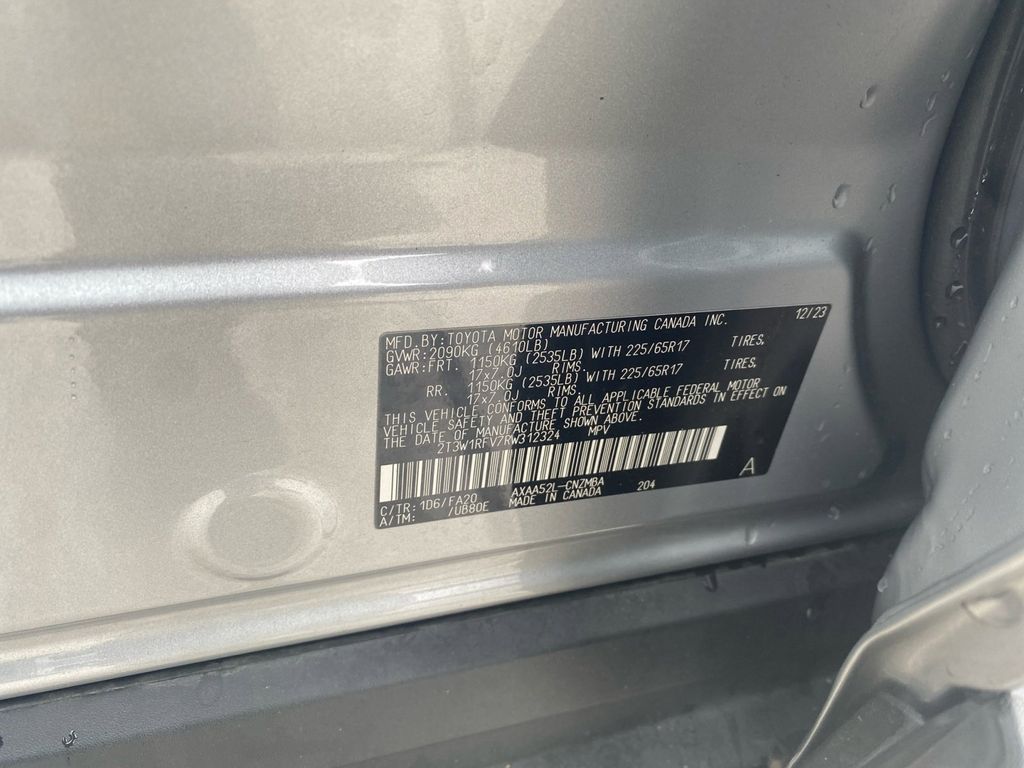 MFD. BY: TOYOTA MOTOR MANUFACTURING CANADA INC. 12/23
GVWR: 2090KG (4610LB)
GAWR: FRT. 1150KG (2535LB) WITH 225/65R17 TIRES,
17x7.0J RIMS,
RR. 1150KG (2535LB) WITH 225/65R17 TIRES,
17x7.0J RIMS,
THIS VEHICLE CONFORMS TO ALL APPLICABLE FEDERAL MOTOR
VEHICLE SAFETY AND THEFT PREVENTION STANDARDS IN EFFECT ON
THE DATE OF MANUFACTURE SHOWN ABOVE.
2T3W1RFV7RW312324 MPV
A
C/TR: 1D6/FA20 AXAA52L-CNZMBA 204
A/TM: /UB80E MADE IN CANADA